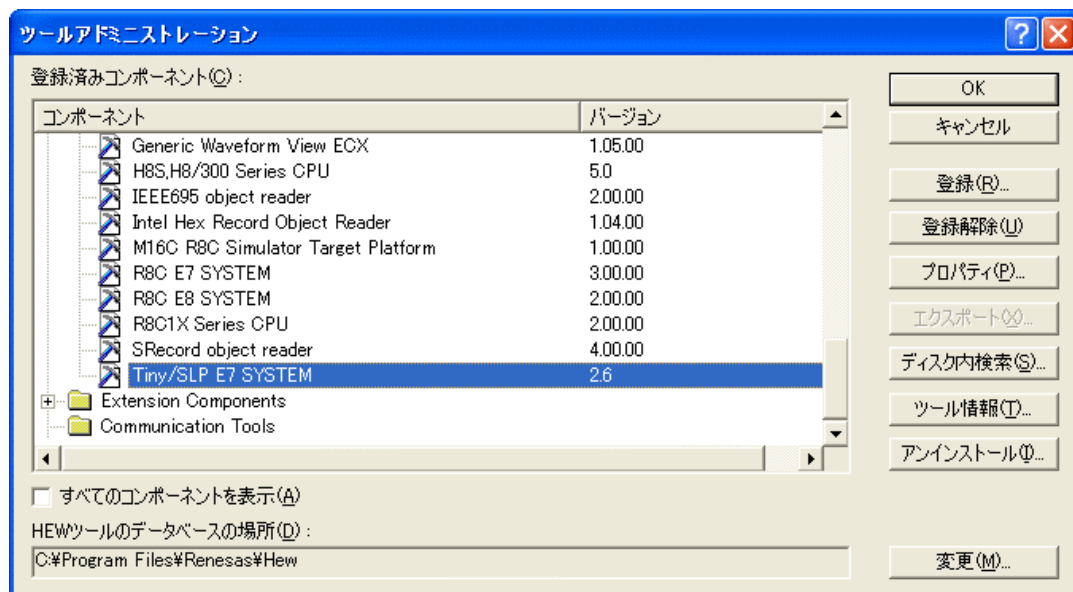 ツールアドミニストレーション
登録済みコンポーネント(C) :
コンポーネント バージョン
Generic Waveform View ECX 1.05.00
H8S,H8/300 Series CPU 5.0
IEEE695 object reader 2.00.00
Intel Hex Record Object Reader 1.04.00
M16C R8C Simulator Target Platform 1.00.00
R8C E7 SYSTEM 3.00.00
R8C E8 SYSTEM 2.00.00
R8C1X Series CPU 2.00.00
SRecord object reader 4.00.00
Tiny/SLP E7 SYSTEM 2.6
Extension Components
Communication Tools
すべてのコンポーネントを表示(A)
HEWツールのデータベースの場所(D) :
C:¥Program Files¥Renesas¥Hew
OK
キャンセル
登録(R)...
登録解除(U)
プロパティ(P)...
エクスポート(X)...
ディスク内検索(S)...
ツール情報(T)...
アンインストール(I)...
変更(M)...